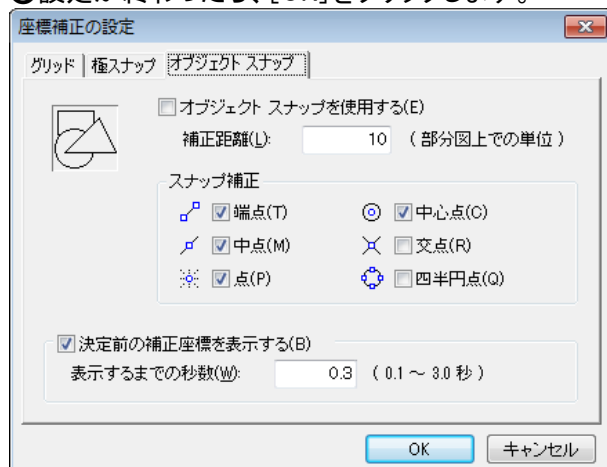 座標補正の設定
グリッド 極スナップ オブジェクト スナップ
オブジェクト スナップを使用する(E)
補正距離(L): 10 ( 部分図上での単位 )
スナップ補正
端点(T) 中心点(C)
中点(M) 交点(R)
点(P) 四半円点(Q)
決定前の補正座標を表示する(B)
表示するまでの秒数(W): 0.3 ( 0.1 ～ 3.0 秒 )
OK キャンセル